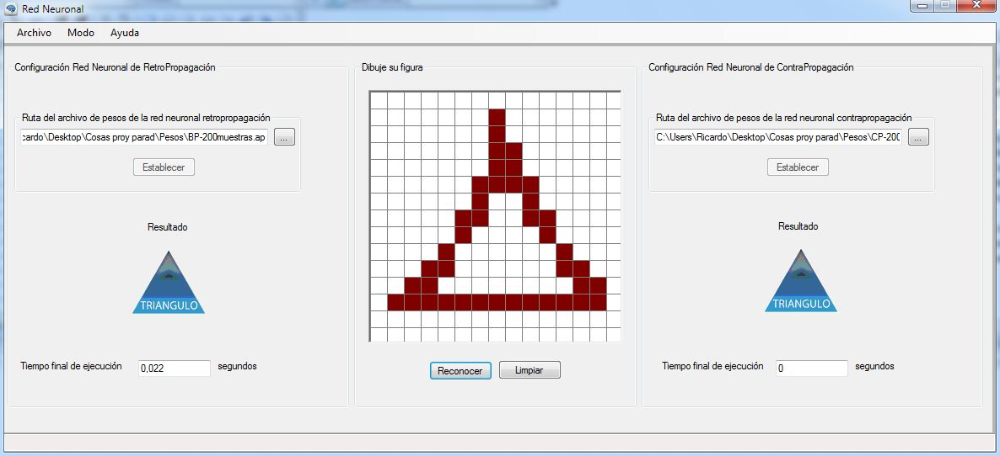 Red Neuronal
Archivo Modo Ayuda
Configuración Red Neuronal de RetroPropagación
Ruta del archivo de pesos de la red neuronal retropropagación
cardo\Desktop\Cosas proy parad\Pesos\BP-200muestras.ap
...
Establecer
Resultado
TRIANGULO
Tiempo final de ejecución 0,022 segundos
Dibuje su figura
Reconocer Limpiar
Configuración Red Neuronal de ContraPropagación
Ruta del archivo de pesos de la red neuronal contrapropagación
C:\Users\Ricardo\Desktop\Cosas proy parad\Pesos\CP-200
...
Establecer
Resultado
TRIANGULO
Tiempo final de ejecución 0 segundos